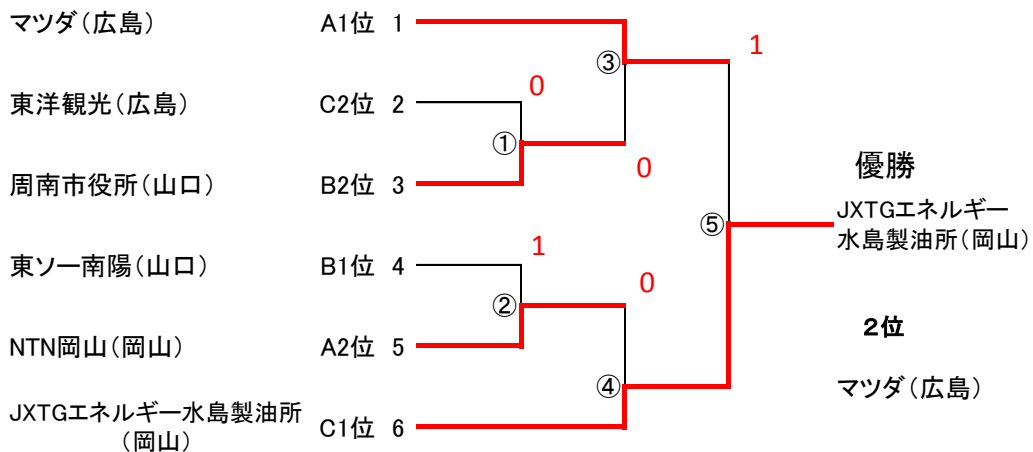 マツダ(広島) A1位 1
1
③
0
東洋観光(広島) C2位 2
①
0
優勝
周南市役所(山口) B2位 3
JXTGエネルギー
⑤
水島製油所(岡山)
1
東ソー南陽(山口) B1位 4
0
②
2位
NTN岡山(岡山) A2位 5
④
マツダ(広島)
JXTGエネルギー水島製油所
(岡山)
C1位 6